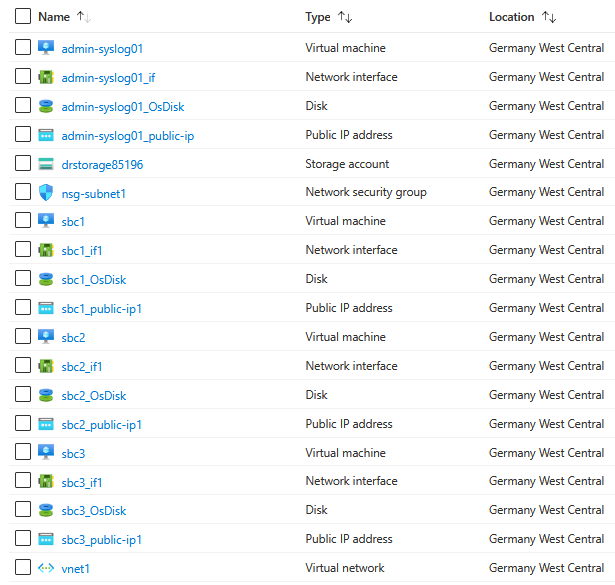 Name Type Location
admin-syslog01 Virtual machine Germany West Central
admin-syslog01_if Network interface Germany West Central
admin-syslog01_OsDisk Disk Germany West Central
admin-syslog01_public-ip Public IP address Germany West Central
drstorage85196 Storage account Germany West Central
nsg-subnet1 Network security group Germany West Central
sbc1 Virtual machine Germany West Central
sbc1_if1 Network interface Germany West Central
sbc1_OsDisk Disk Germany West Central
sbc1_public-ip1 Public IP address Germany West Central
sbc2 Virtual machine Germany West Central
sbc2_if1 Network interface Germany West Central
sbc2_OsDisk Disk Germany West Central
sbc2_public-ip1 Public IP address Germany West Central
sbc3 Virtual machine Germany West Central
sbc3_if1 Network interface Germany West Central
sbc3_OsDisk Disk Germany West Central
sbc3_public-ip1 Public IP address Germany West Central
vnet1 Virtual network Germany West Central